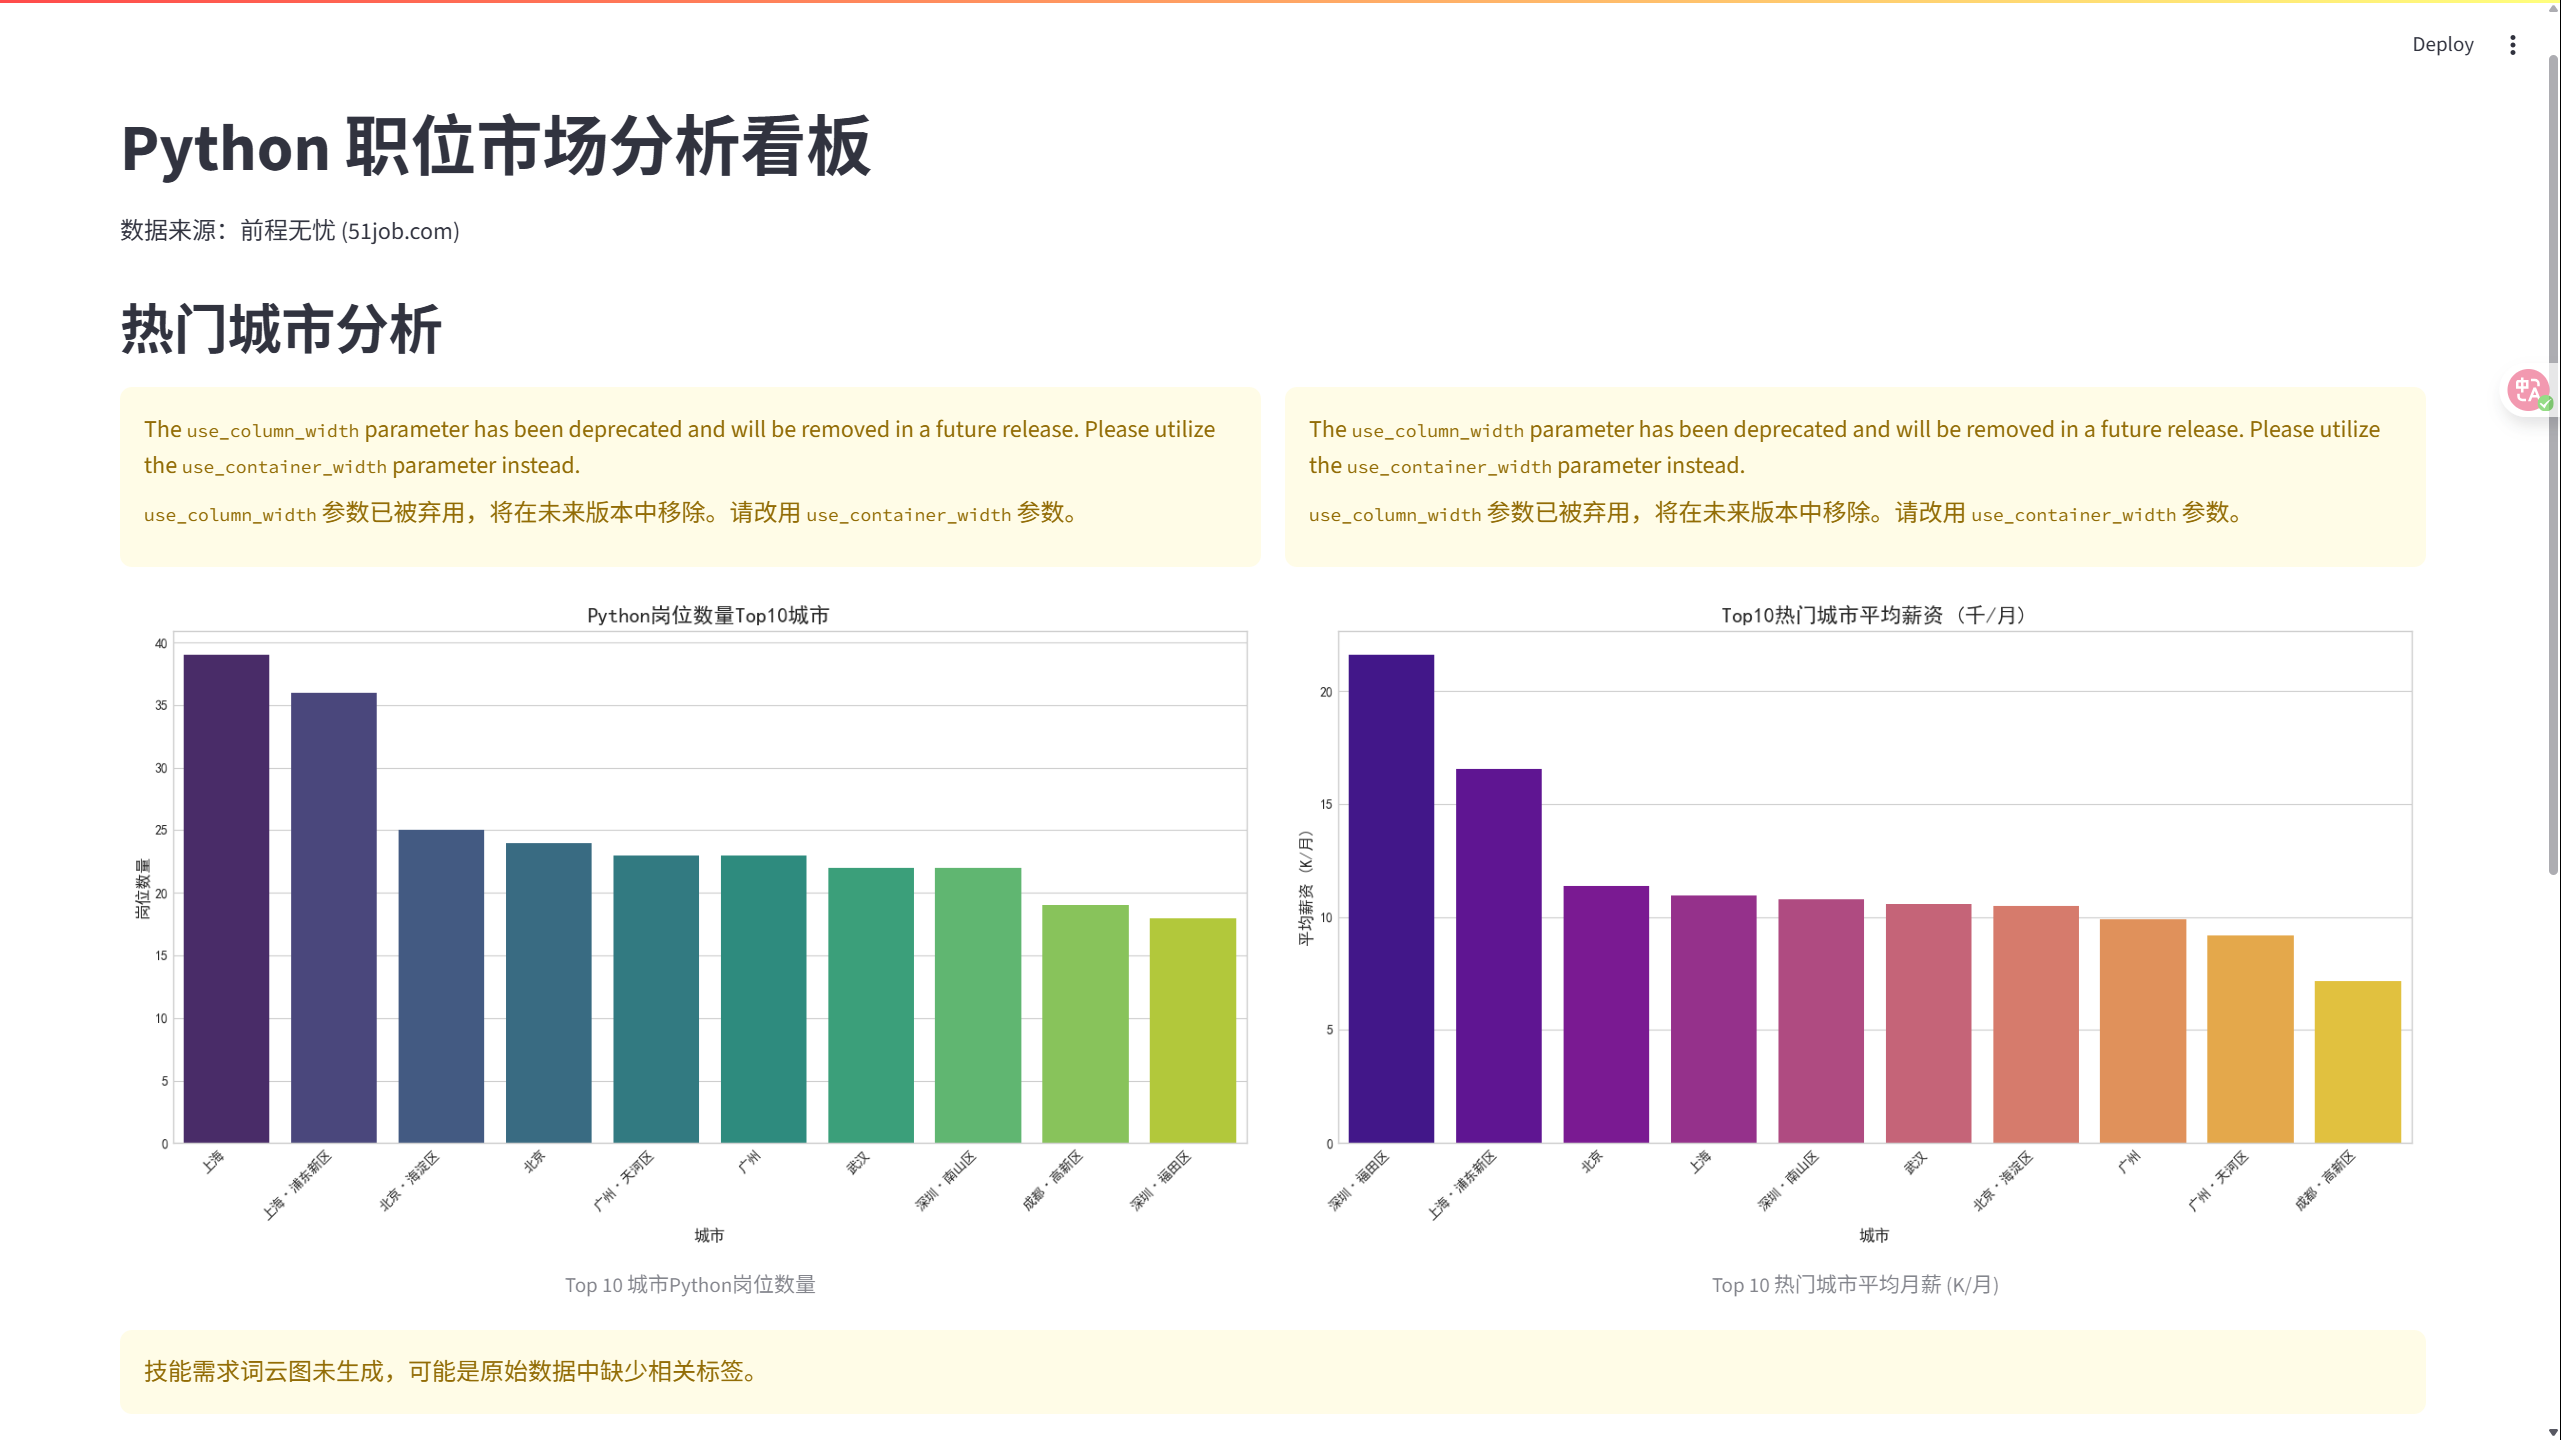 Deploy
Python 职位市场分析看板
数据来源：前程无忧 (51job.com)
热门城市分析
The use_column_width parameter has been deprecated and will be removed in a future release. Please utilize
the use_container_width parameter instead.
use_column_width 参数已被弃用，将在未来版本中移除。请改用 use_container_width 参数。
The use_column_width parameter has been deprecated and will be removed in a future release. Please utilize
the use_container_width parameter instead.
use_column_width 参数已被弃用，将在未来版本中移除。请改用 use_container_width 参数。
Python岗位数量Top10城市
40
35
30
25
20
15
10
5
0
岗位数量
上海
上海·浦东新区
北京·海淀区
北京
广州·天河区
广州
武汉
深圳·南山区
成都·高新区
深圳·福田区
城市
Top 10 城市Python岗位数量
Top10热门城市平均薪资（千/月）
20
15
10
5
0
平均薪资（K/月）
深圳·福田区
上海·浦东新区
北京
上海
深圳·南山区
武汉
北京·海淀区
广州
广州·天河区
成都·高新区
城市
Top 10 热门城市平均月薪 (K/月)
技能需求词云图未生成，可能是原始数据中缺少相关标签。
中A